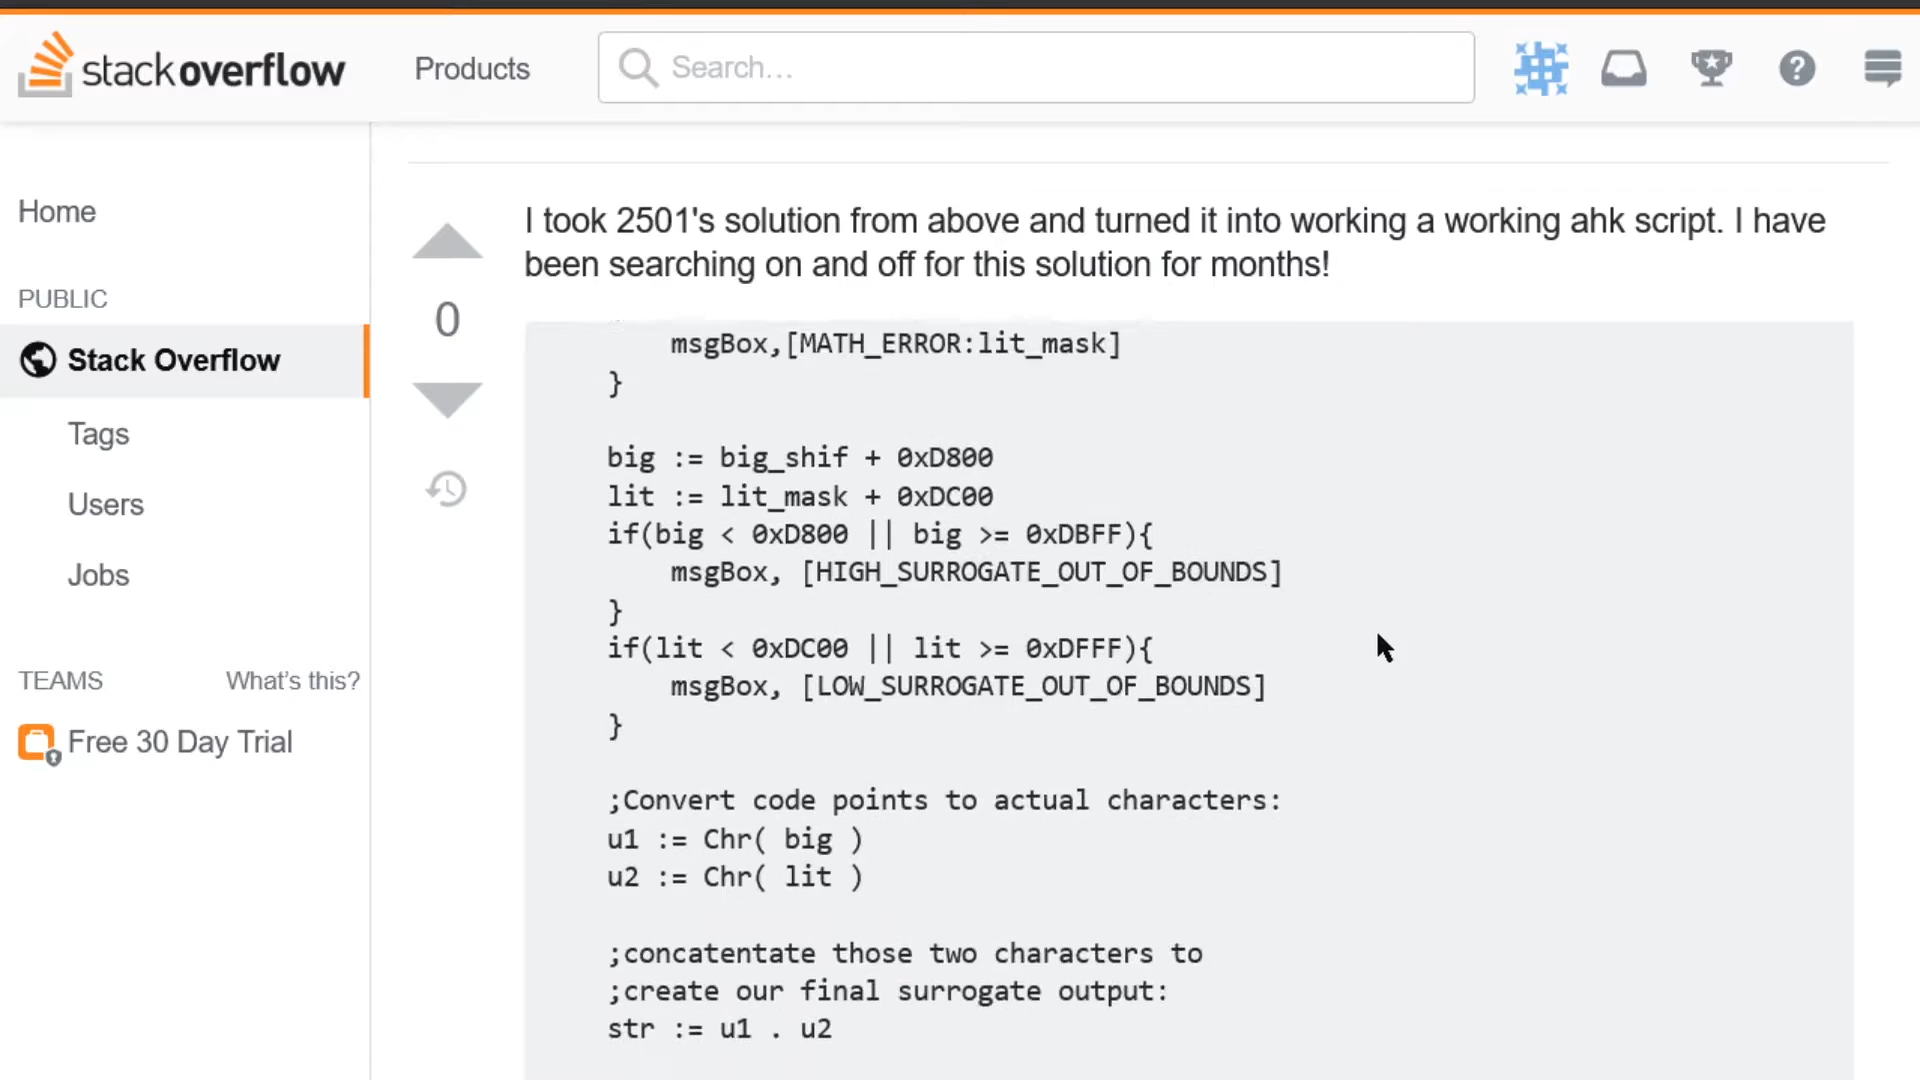 stackoverflow
Products
Search…
Home
PUBLIC
Stack Overflow
Tags
Users
Jobs
TEAMS What's this?
Free 30 Day Trial
0
I took 2501's solution from above and turned it into working a working ahk script. I have
been searching on and off for this solution for months!
msgBox,[MATH_ERROR:lit_mask]
}
big := big_shif + 0xD800
lit := lit_mask + 0xDC00
if(big < 0xD800 || big >= 0xDBFF){
msgBox, [HIGH_SURROGATE_OUT_OF_BOUNDS]
}
if(lit < 0xDC00 || lit >= 0xDFFF){
msgBox, [LOW_SURROGATE_OUT_OF_BOUNDS]
}
;Convert code points to actual characters:
u1 := Chr( big )
u2 := Chr( lit )
;concatentate those two characters to
;create our final surrogate output:
str := u1 . u2